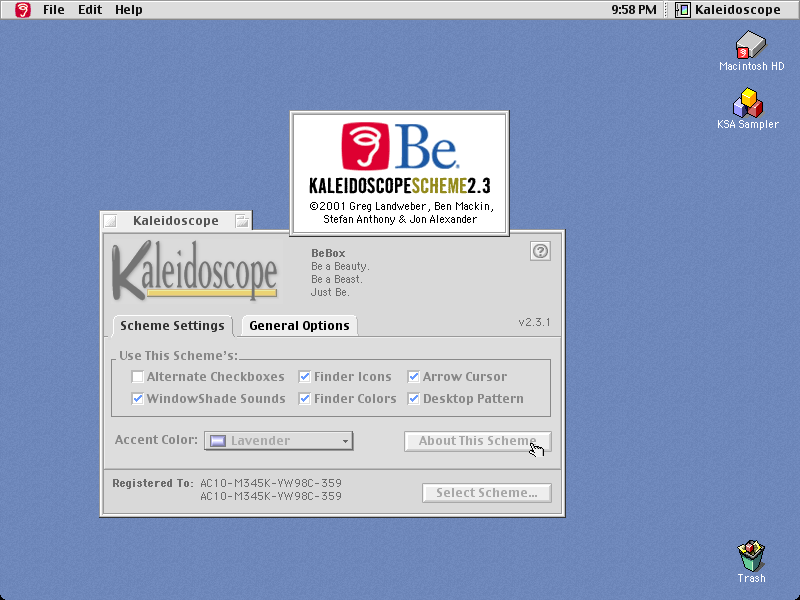 File Edit Help 9:58 PM Kaleidoscope
Macintosh HD
KSA Sampler
Be.
KALEIDOSCOPESCHEME2.3
©2001 Greg Landweber, Ben Mackin,
Stefan Anthony & Jon Alexander
Kaleidoscope
Kaleidoscope
BeBox
Be a Beauty.
Be a Beast.
Just Be.
Scheme Settings General Options v2.3.1
Use This Scheme's:
Alternate Checkboxes Finder Icons Arrow Cursor
WindowShade Sounds Finder Colors Desktop Pattern
Accent Color: Lavender About This Scheme
Registered To: AC10-M345K-YW98C-359
AC10-M345K-YW98C-359
Select Scheme...
Trash